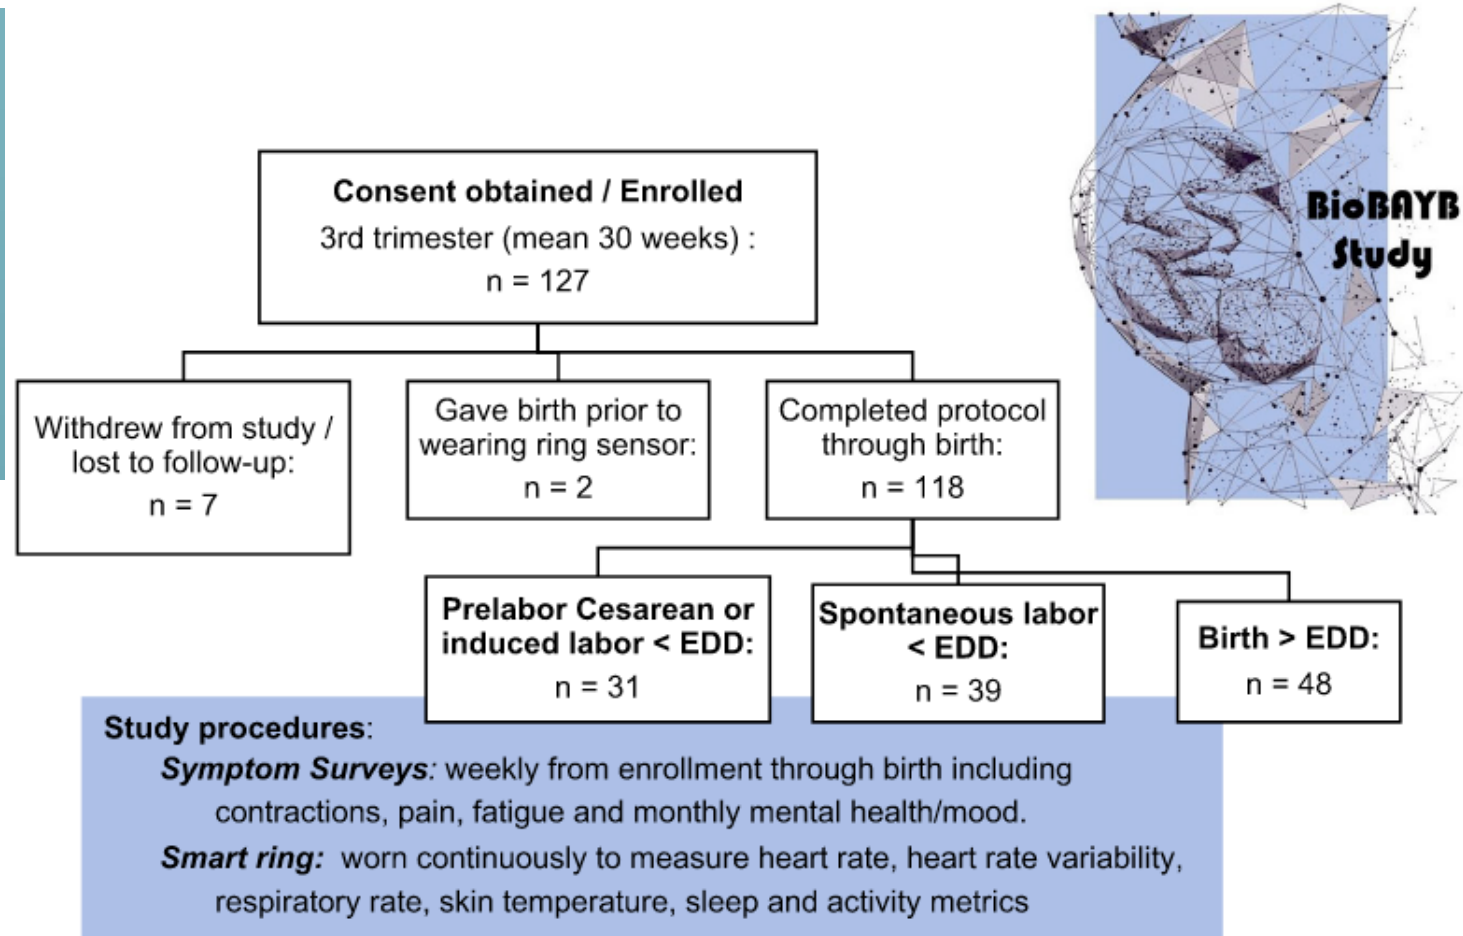 BioBAYB
Study
Consent obtained / Enrolled
3rd trimester (mean 30 weeks) :
n = 127
Withdrew from study /
lost to follow-up:
n = 7
Gave birth prior to
wearing ring sensor:
n = 2
Completed protocol
through birth:
n = 118
Prelabor Cesarean or
induced labor < EDD:
n = 31
Spontaneous labor
< EDD:
n = 39
Birth > EDD:
n = 48
Study procedures:
Symptom Surveys: weekly from enrollment through birth including
contractions, pain, fatigue and monthly mental health/mood.
Smart ring: worn continuously to measure heart rate, heart rate variability,
respiratory rate, skin temperature, sleep and activity metrics